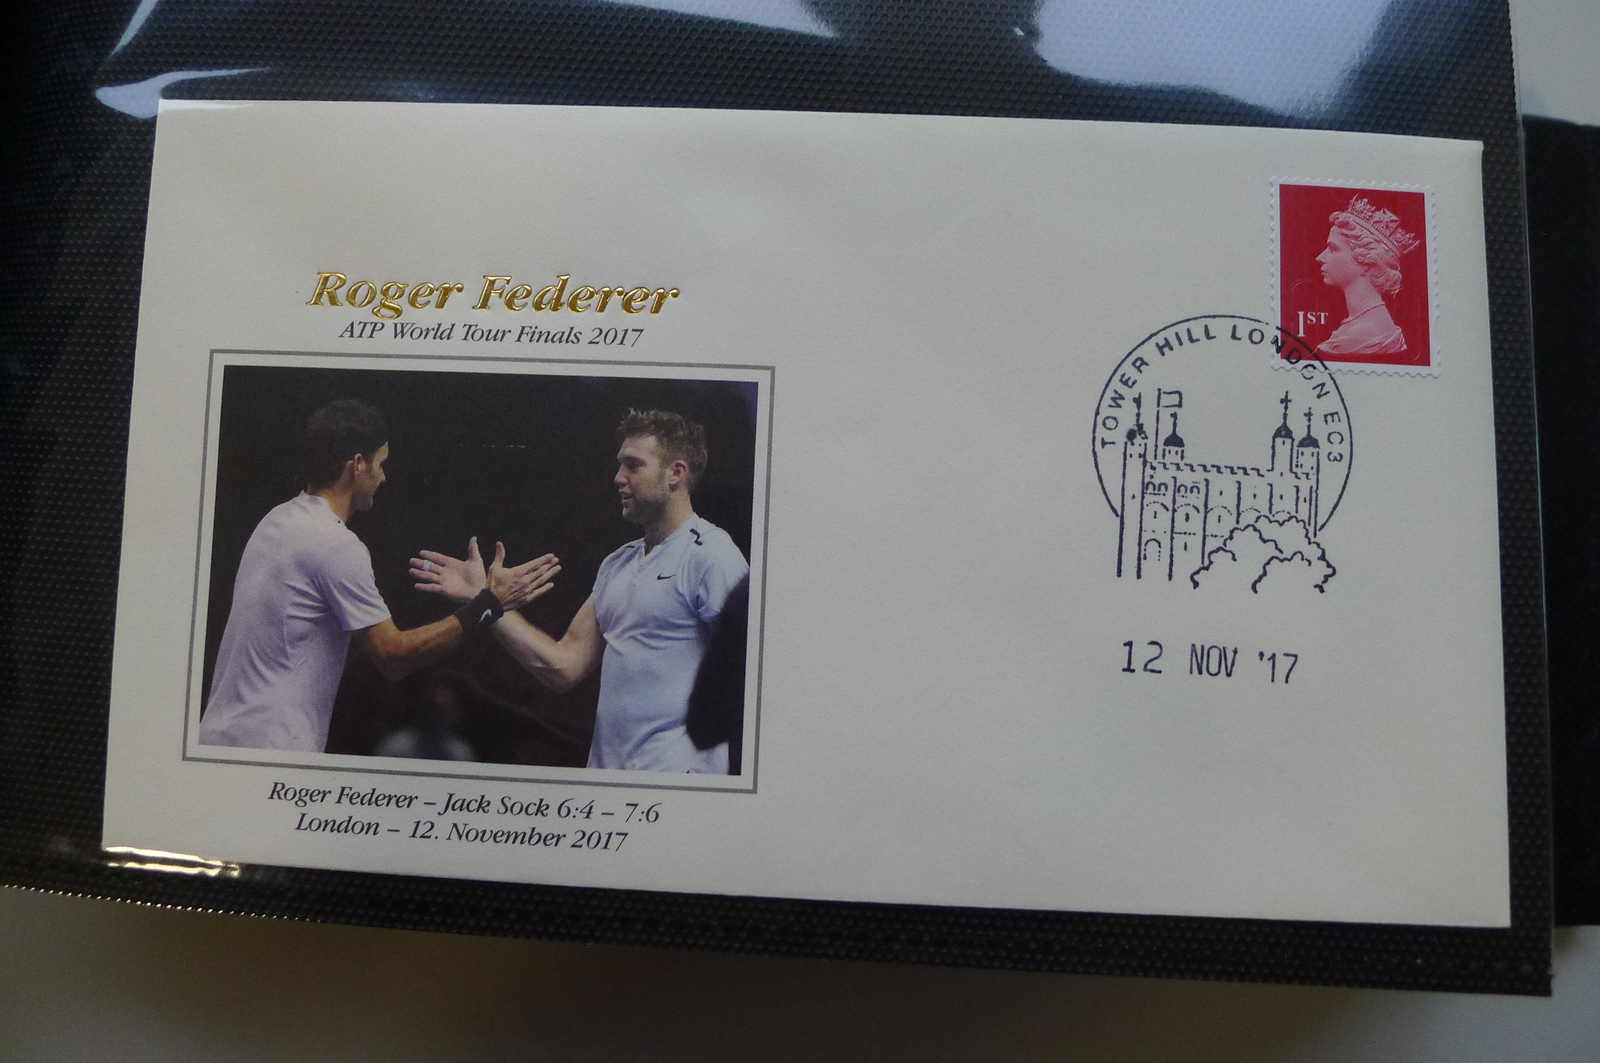 Roger Federer
ATP World Tour Finals 2017
Roger Federer – Jack Sock 6:4 – 7:6
London – 12. November 2017
1ST
TOWER HILL LONDON EC3
12 NOV '17